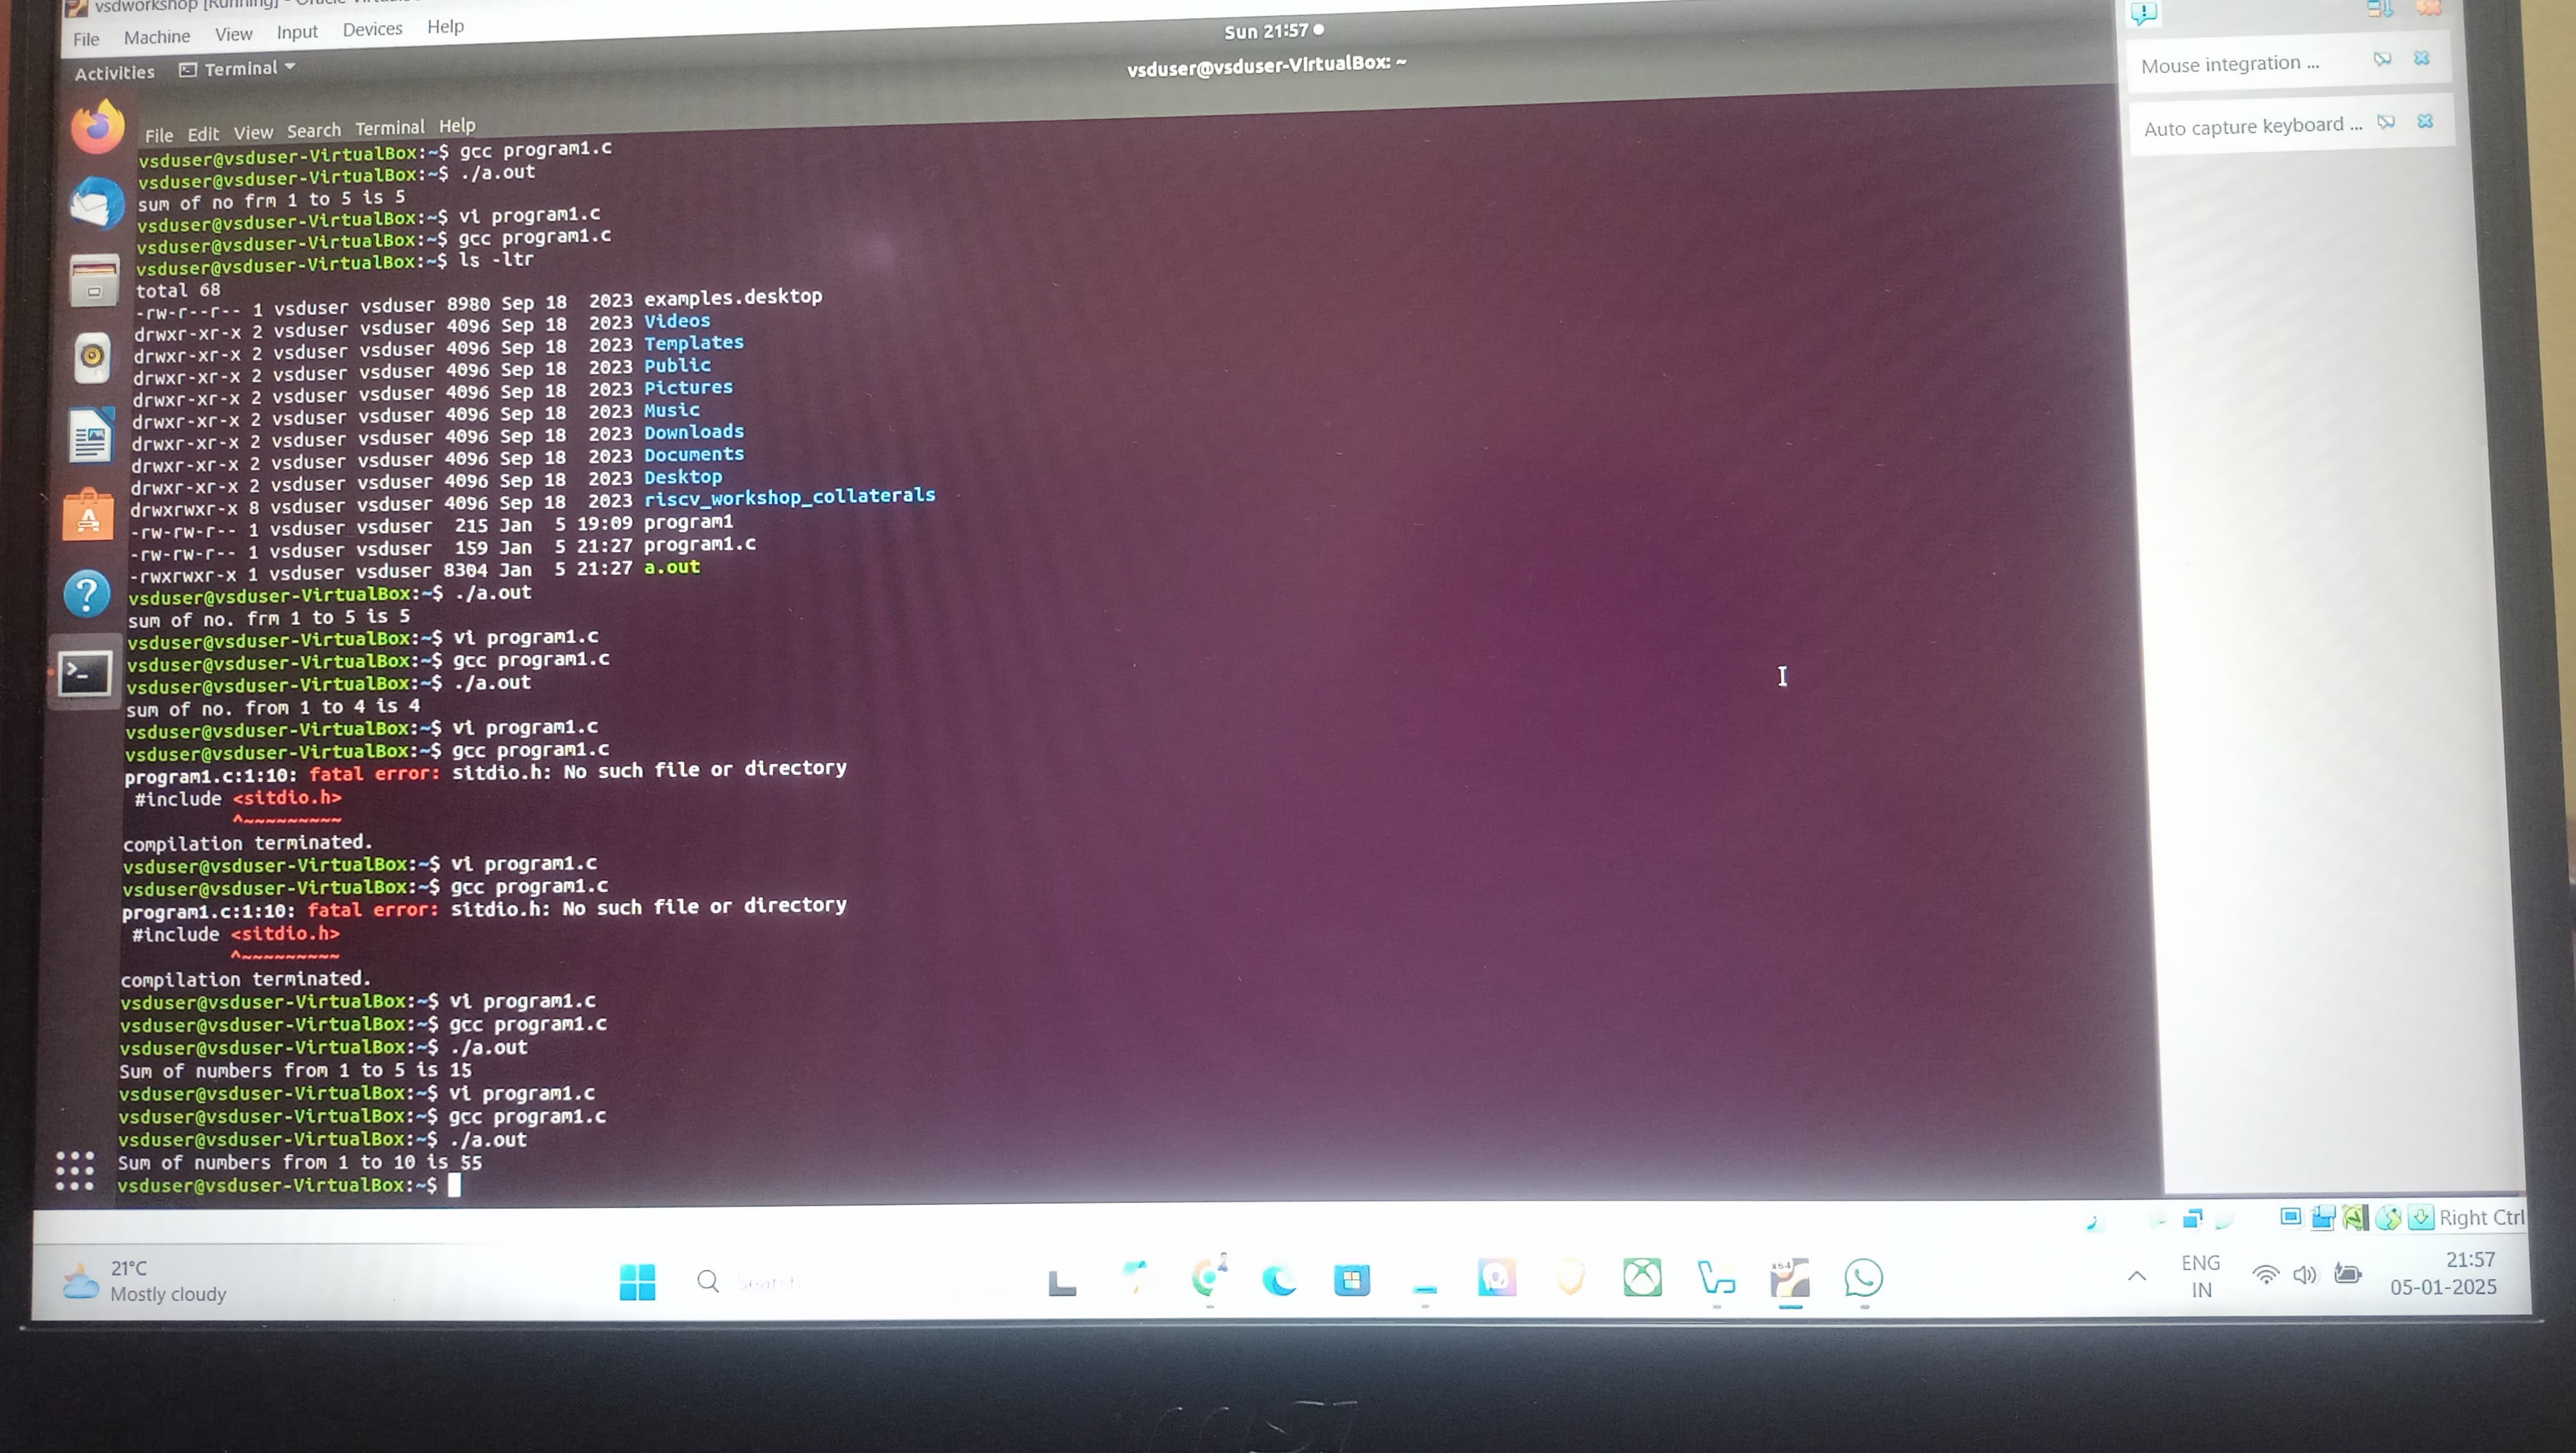 vsdworkshop [Running] - Oracle
File Machine View Input Devices Help
Sun 21:57
Activities Terminal
vsduser@vsduser-VirtualBox: ~
Mouse integration ...
Auto capture keyboard ...
File Edit View Search Terminal Help
vsduser@vsduser-VirtualBox:~$ gcc program1.c
vsduser@vsduser-VirtualBox:~$ ./a.out
sum of no frm 1 to 5 is 5
vsduser@vsduser-VirtualBox:~$ vi program1.c
vsduser@vsduser-VirtualBox:~$ gcc program1.c
vsduser@vsduser-VirtualBox:~$ ls -ltr
total 68
-rw-r--r-- 1 vsduser vsduser 8980 Sep 18  2023 examples.desktop
drwxr-xr-x 2 vsduser vsduser 4096 Sep 18  2023 Videos
drwxr-xr-x 2 vsduser vsduser 4096 Sep 18  2023 Templates
drwxr-xr-x 2 vsduser vsduser 4096 Sep 18  2023 Public
drwxr-xr-x 2 vsduser vsduser 4096 Sep 18  2023 Pictures
drwxr-xr-x 2 vsduser vsduser 4096 Sep 18  2023 Music
drwxr-xr-x 2 vsduser vsduser 4096 Sep 18  2023 Downloads
drwxr-xr-x 2 vsduser vsduser 4096 Sep 18  2023 Documents
drwxr-xr-x 2 vsduser vsduser 4096 Sep 18  2023 Desktop
drwxrwxr-x 8 vsduser vsduser 4096 Sep 18  2023 riscv_workshop_collaterals
-rw-rw-r-- 1 vsduser vsduser  215 Jan  5 19:09 program1
-rw-rw-r-- 1 vsduser vsduser  159 Jan  5 21:27 program1.c
-rwxrwxr-x 1 vsduser vsduser 8304 Jan  5 21:27 a.out
vsduser@vsduser-VirtualBox:~$ ./a.out
sum of no. frm 1 to 5 is 5
vsduser@vsduser-VirtualBox:~$ vi program1.c
vsduser@vsduser-VirtualBox:~$ gcc program1.c
vsduser@vsduser-VirtualBox:~$ ./a.out
sum of no. from 1 to 4 is 4
vsduser@vsduser-VirtualBox:~$ vi program1.c
vsduser@vsduser-VirtualBox:~$ gcc program1.c
program1.c:1:10: fatal error: sitdio.h: No such file or directory
#include <sitdio.h>
^~~~~~~~~~
compilation terminated.
vsduser@vsduser-VirtualBox:~$ vi program1.c
vsduser@vsduser-VirtualBox:~$ gcc program1.c
program1.c:1:10: fatal error: sitdio.h: No such file or directory
#include <sitdio.h>
^~~~~~~~~~
compilation terminated.
vsduser@vsduser-VirtualBox:~$ vi program1.c
vsduser@vsduser-VirtualBox:~$ gcc program1.c
vsduser@vsduser-VirtualBox:~$ ./a.out
Sum of numbers from 1 to 5 is 15
vsduser@vsduser-VirtualBox:~$ vi program1.c
vsduser@vsduser-VirtualBox:~$ gcc program1.c
vsduser@vsduser-VirtualBox:~$ ./a.out
Sum of numbers from 1 to 10 is 55
vsduser@vsduser-VirtualBox:~$
Right Ctrl
21°C
Mostly cloudy
Search
x64
ENG
IN
21:57
05-01-2025